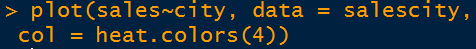 > plot(sales~city, data = salescity,
col = heat.colors(4))